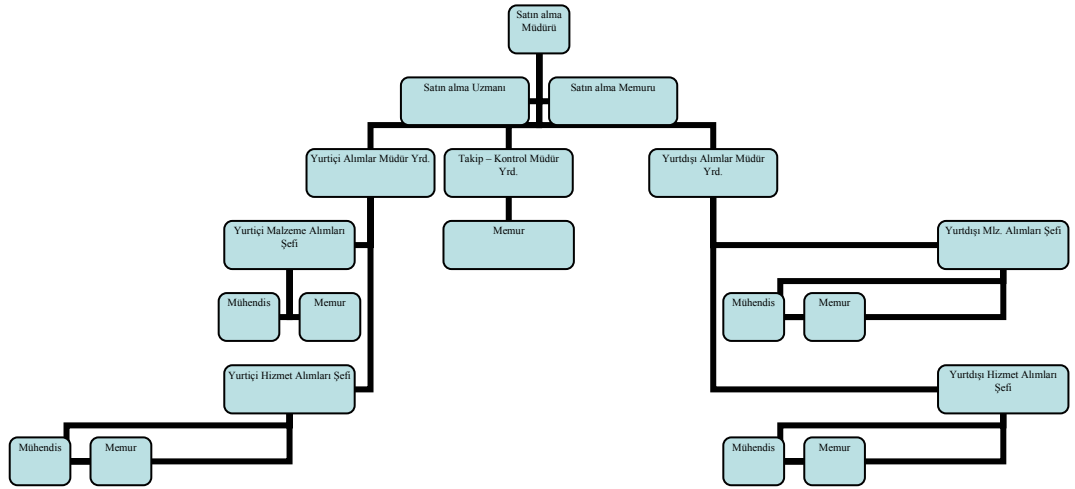 Satın alma
Müdürü
Satın alma Uzmanı
Satın alma Memuru
Yurtiçi Alımlar Müdür Yrd.
Takip – Kontrol Müdür
Yrd.
Yurtdışı Alımlar Müdür
Yrd.
Yurtiçi Malzeme Alımları
Şefi
Memur
Yurtdışı Mlz. Alımları Şefi
Mühendis
Memur
Mühendis
Memur
Yurtiçi Hizmet Alımları Şefi
Yurtdışı Hizmet Alımları
Şefi
Mühendis
Memur
Mühendis
Memur